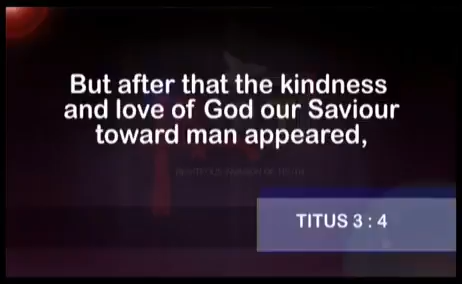 But after that the kindness
and love of God our Saviour
toward man appeared,
TITUS 3 : 4